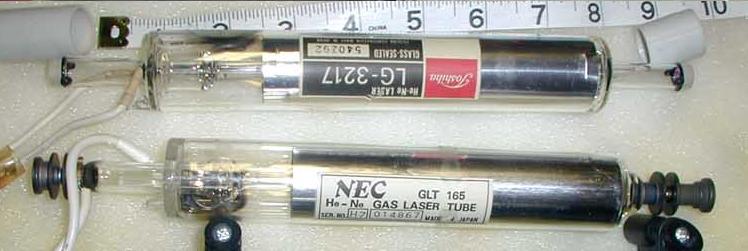 2 3 4 CHINA 5 6 7 8 9 10
Toshiba
He-Ne LASER
LG-3217
GLASS-SEALED
540292
NEC GLT 165
He-Ne GAS LASER TUBE
SER. NO. H7 014867 MADE IN JAPAN